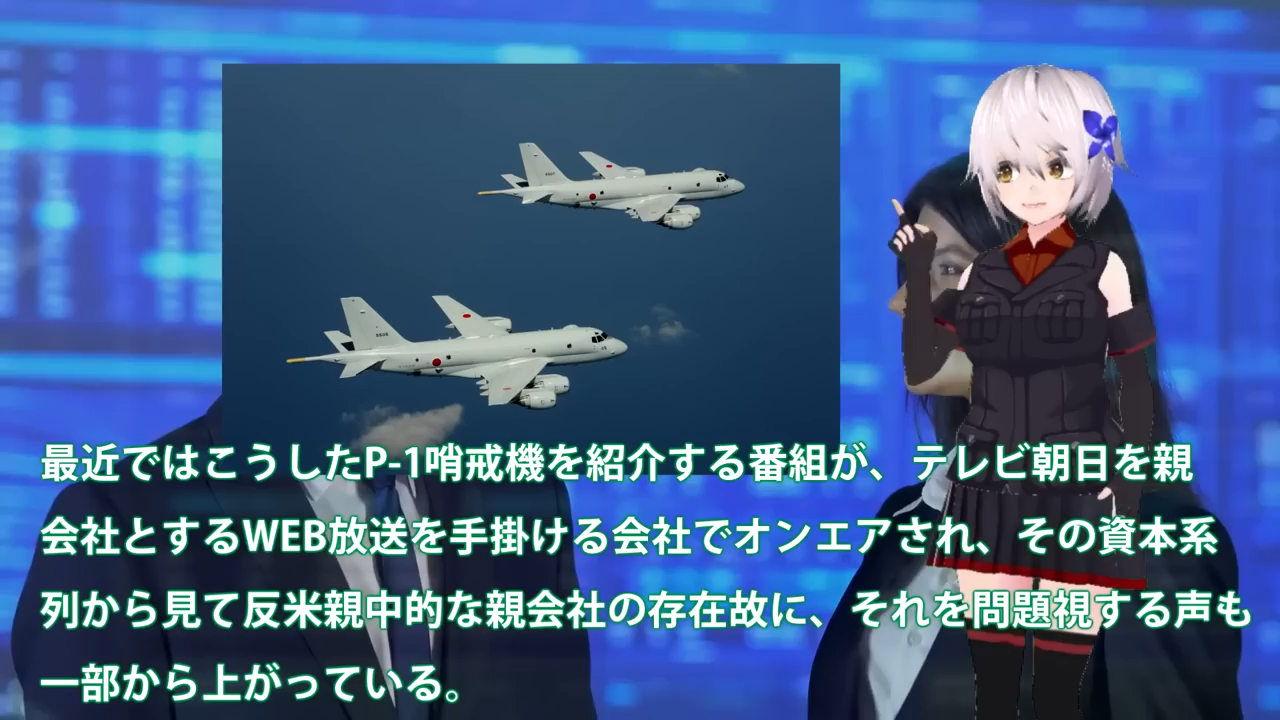 最近ではこうしたP-1哨戒機を紹介する番組が、テレビ朝日を親
会社とするWEB放送を手掛ける会社でオンエアされ、その資本系
列から見て反米親中的な親会社の存在故に、それを問題視する声も
一部から上がっている。